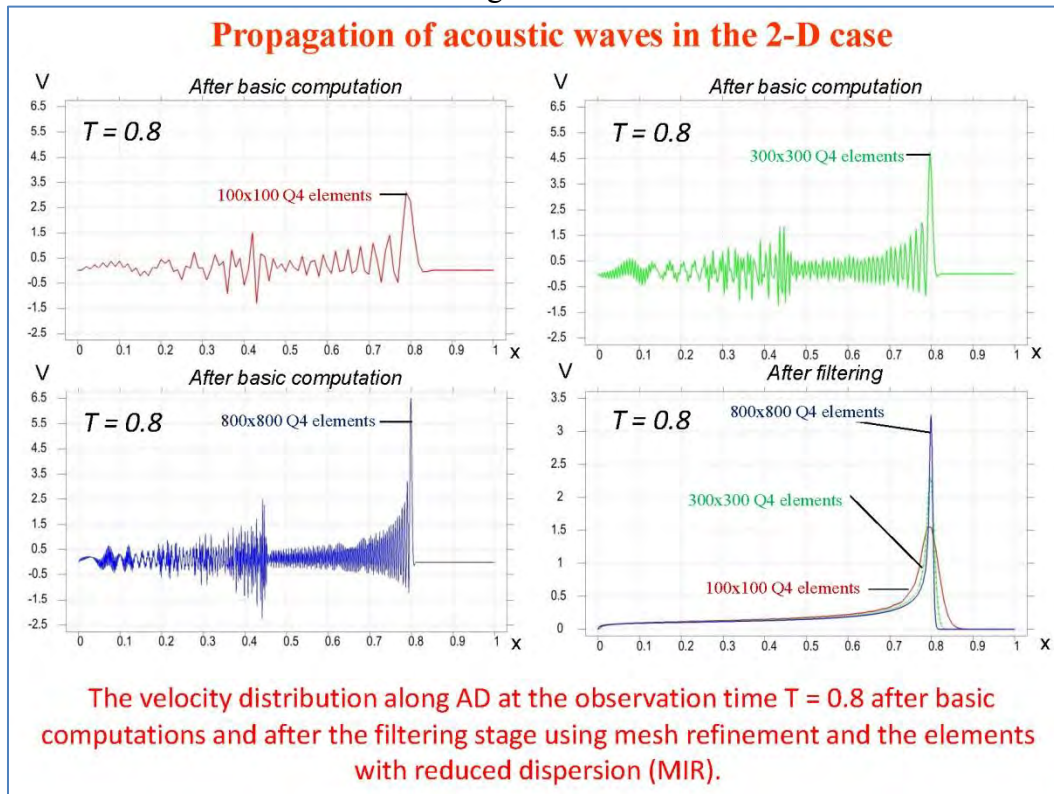 Propagation of acoustic waves in the 2-D case
V
After basic computation
6.5
5.5
4.5
3.5
2.5
1.5
0.5
-0.5
-1.5
-2.5
T = 0.8
100x100 Q4 elements
0 0.1 0.2 0.3 0.4 0.5 0.6 0.7 0.8 0.9 1 x
V
After basic computation
6.5
5.5
4.5
3.5
2.5
1.5
0.5
-0.5
-1.5
-2.5
T = 0.8
300x300 Q4 elements
0 0.1 0.2 0.3 0.4 0.5 0.6 0.7 0.8 0.9 1 x
V
After basic computation
6.5
5.5
4.5
3.5
2.5
1.5
0.5
-0.5
-1.5
-2.5
T = 0.8
800x800 Q4 elements
0 0.1 0.2 0.3 0.4 0.5 0.6 0.7 0.8 0.9 1 x
V
After filtering
3.5
3
2.5
2
1.5
1
0.5
0
T = 0.8
800x800 Q4 elements
300x300 Q4 elements
100x100 Q4 elements
0 0.1 0.2 0.3 0.4 0.5 0.6 0.7 0.8 0.9 1 x
The velocity distribution along AD at the observation time T = 0.8 after basic
computations and after the filtering stage using mesh refinement and the elements
with reduced dispersion (MIR).